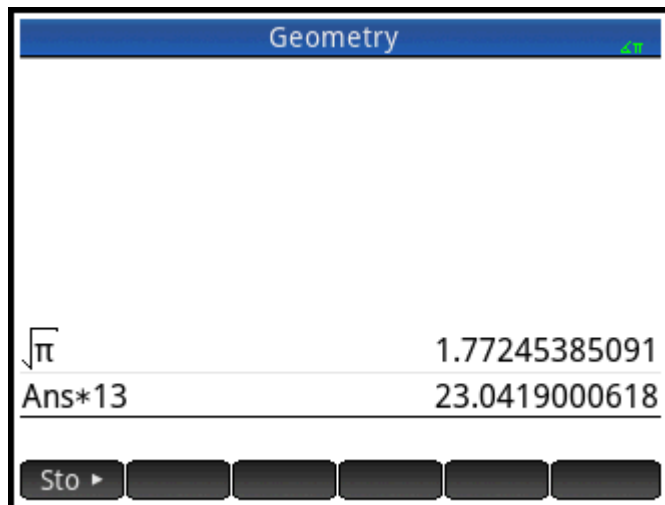 Geometry
∡π
√π 1.77245385091
Ans*13 23.0419000618
Sto ►